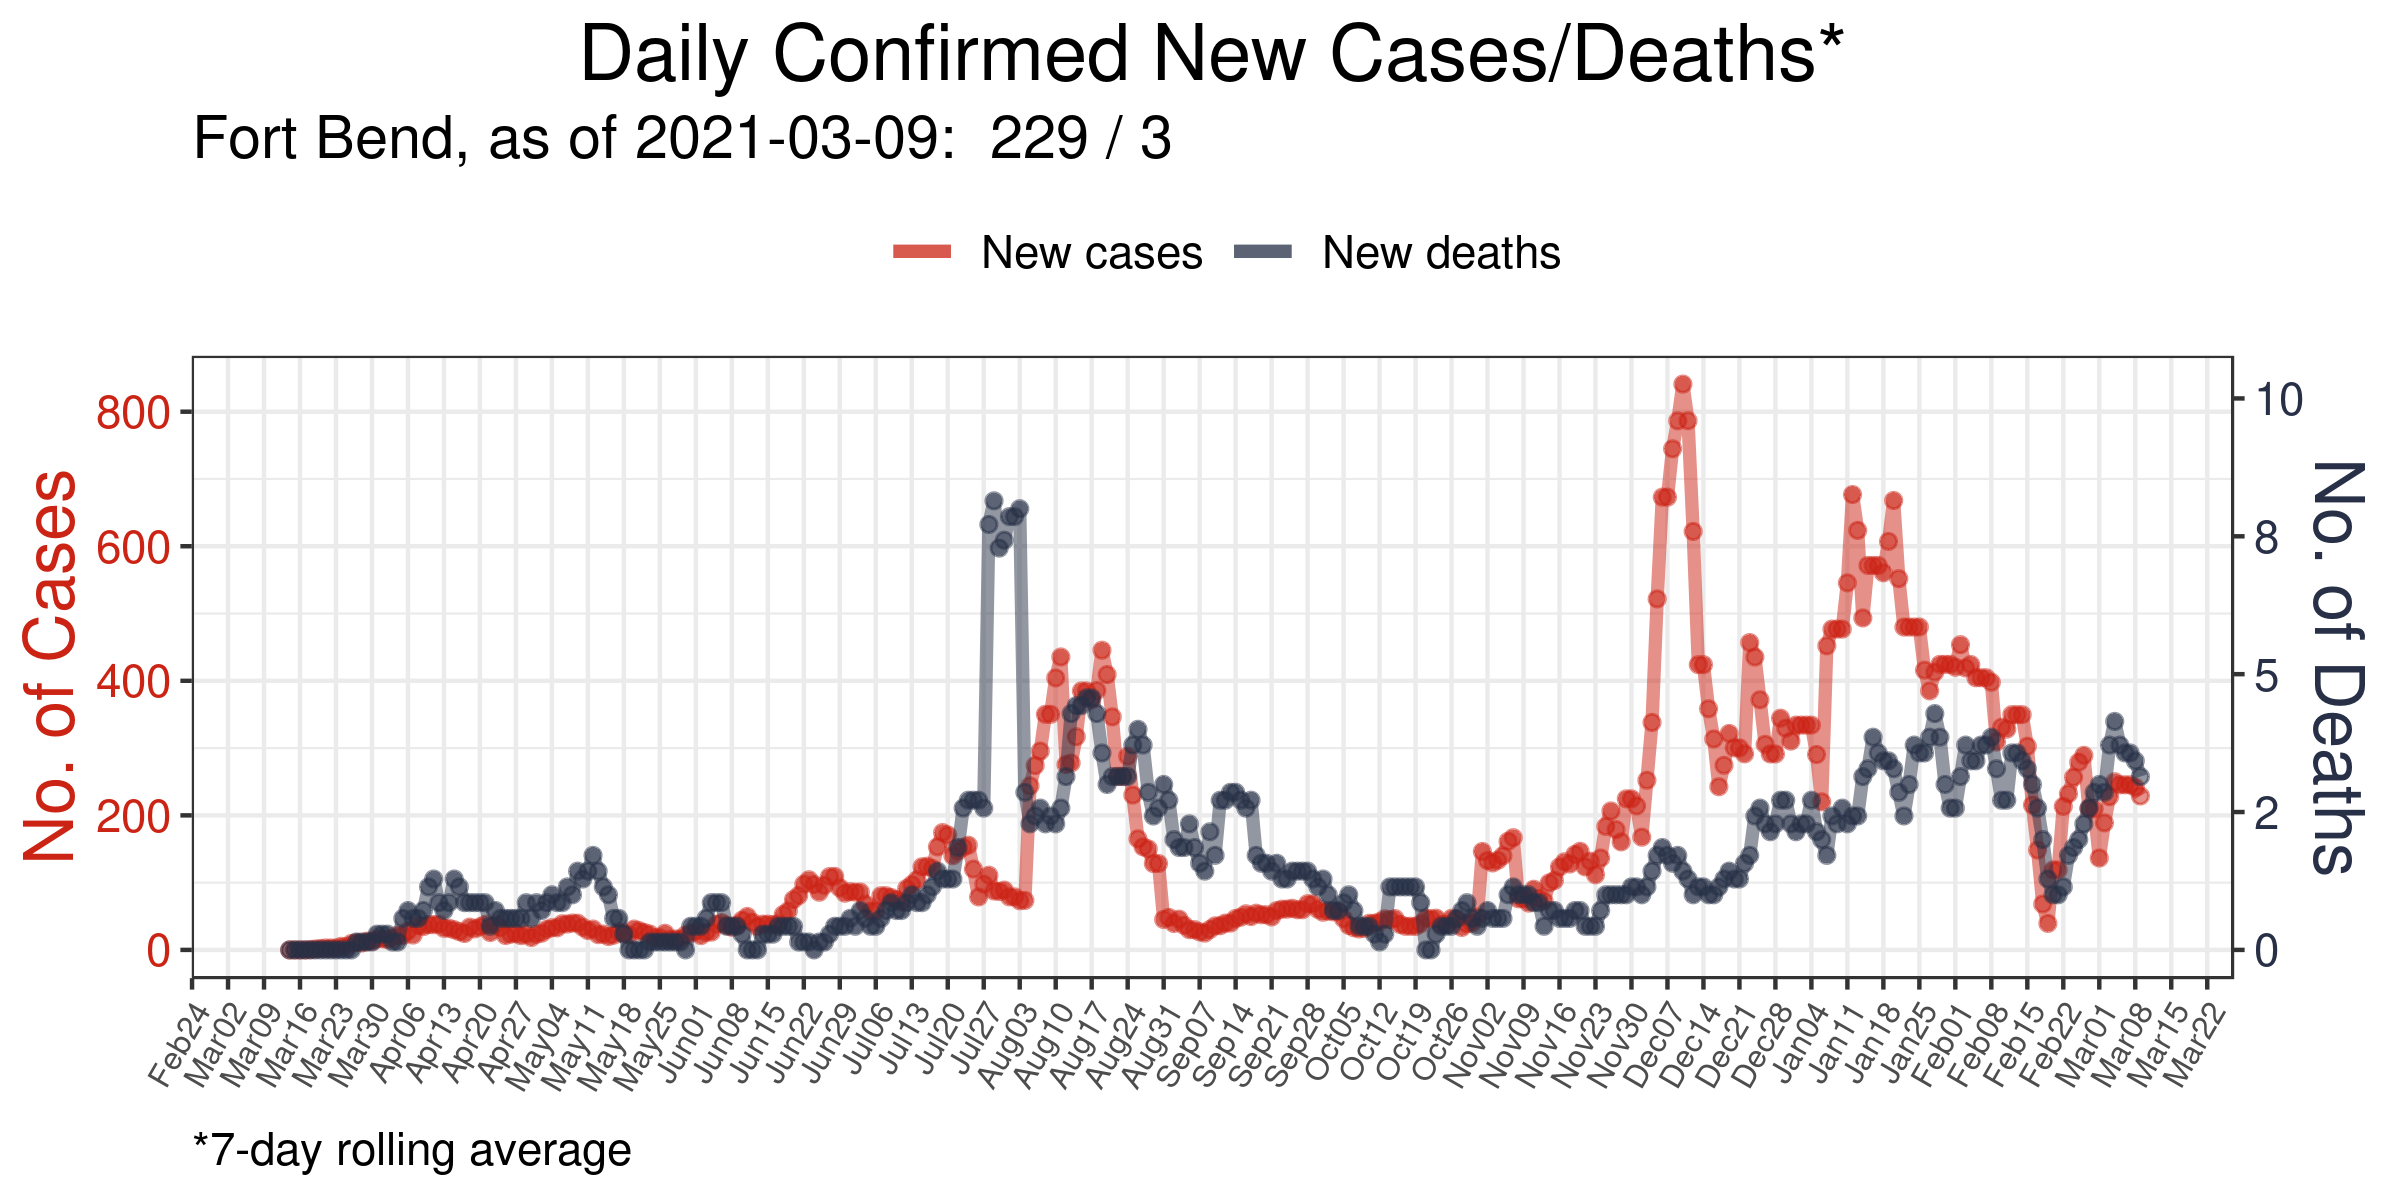 Daily Confirmed New Cases/Deaths*
Fort Bend, as of 2021-03-09:  229 / 3
New cases New deaths
No. of Cases
800
600
400
200
0
10
8
5
2
0
No. of Deaths
Feb24 Mar02 Mar09 Mar16 Mar23 Mar30 Apr06 Apr13 Apr20 Apr27 May04 May11 May18 May25 Jun01 Jun08 Jun15 Jun22 Jun29 Jul06 Jul13 Jul20 Jul27 Aug03 Aug10 Aug17 Aug24 Aug31 Sep07 Sep14 Sep21 Sep28 Oct05 Oct12 Oct19 Oct26 Nov02 Nov09 Nov16 Nov23 Nov30 Dec07 Dec14 Dec21 Dec28 Jan04 Jan11 Jan18 Jan25 Feb01 Feb08 Feb15 Feb22 Mar01 Mar08 Mar15 Mar22
*7-day rolling average